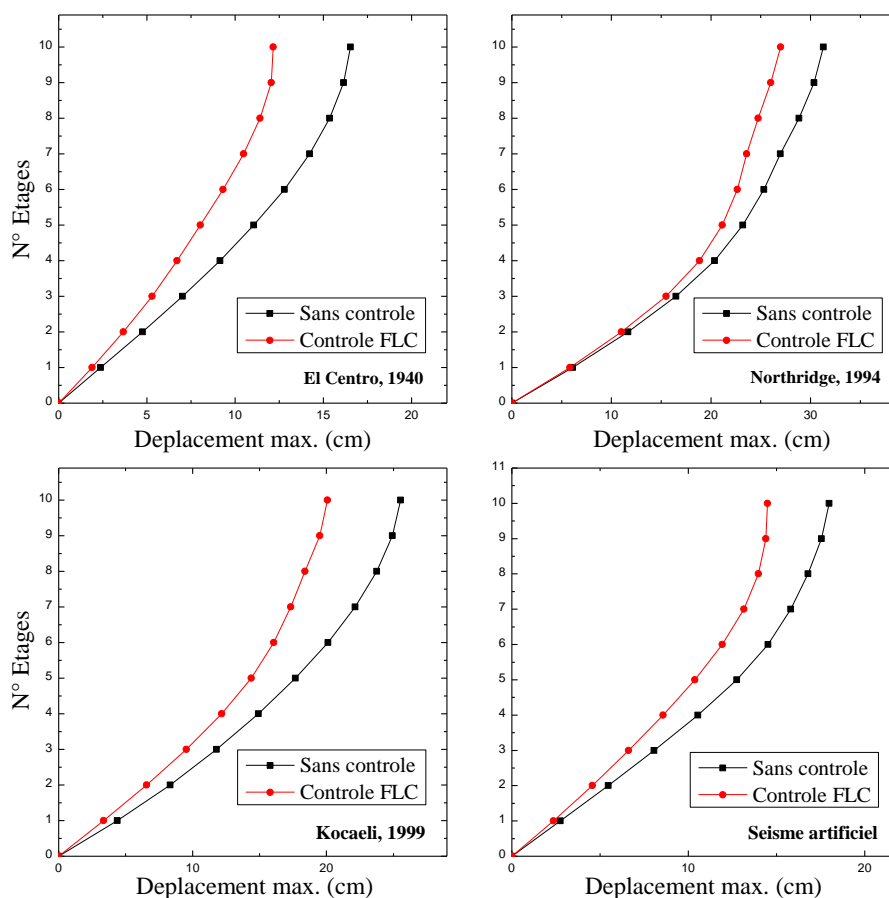 10
9
8
7
6
5
4
3
2
1
0
N° Etages
Sans controle
Controle FLC
El Centro, 1940
0 5 10 15 20
Deplacement max. (cm)
10
9
8
7
6
5
4
3
2
1
0
Sans controle
Controle FLC
Northridge, 1994
0 10 20 30
Deplacement max. (cm)
10
9
8
7
6
5
4
3
2
1
0
N° Etages
Sans controle
Controle FLC
Kocaeli, 1999
0 10 20
Deplacement max. (cm)
11
10
9
8
7
6
5
4
3
2
1
0
Sans controle
Controle FLC
Seisme artificiel
0 10 20
Deplacement max. (cm)